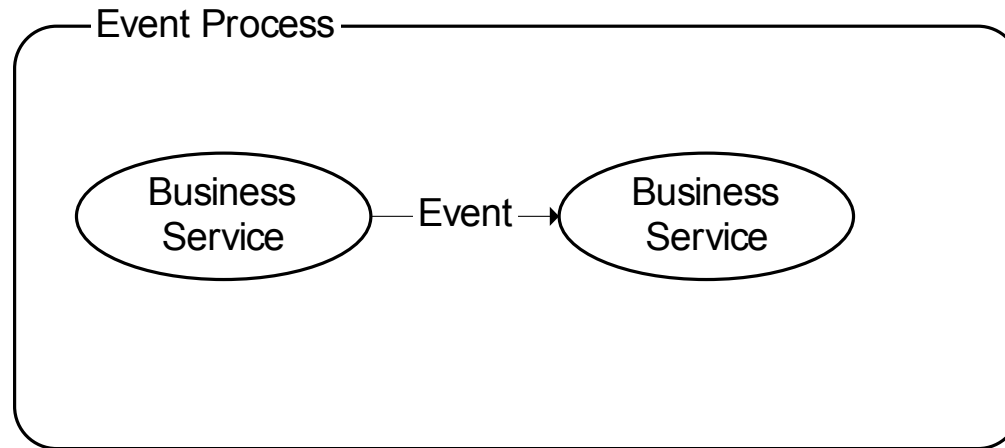 Event Process
Business
Service
Event
Business
Service